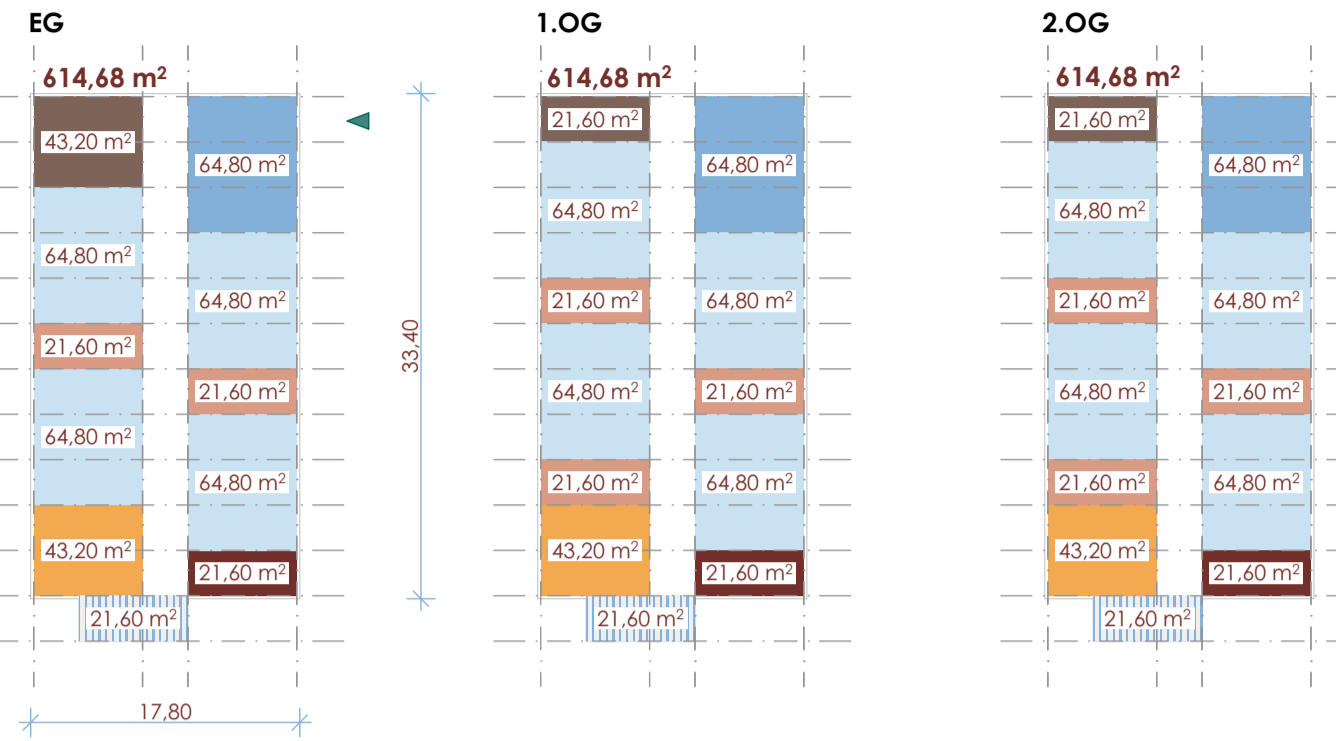 EG
614,68 m²
43,20 m²
64,80 m²
21,60 m²
64,80 m²
43,20 m²
64,80 m²
64,80 m²
21,60 m²
64,80 m²
21,60 m²
21,60 m²
33,40
17,80
1.OG
614,68 m²
21,60 m²
64,80 m²
21,60 m²
64,80 m²
21,60 m²
43,20 m²
64,80 m²
64,80 m²
21,60 m²
64,80 m²
21,60 m²
21,60 m²
2.OG
614,68 m²
21,60 m²
64,80 m²
21,60 m²
64,80 m²
21,60 m²
43,20 m²
64,80 m²
64,80 m²
21,60 m²
64,80 m²
21,60 m²
21,60 m²